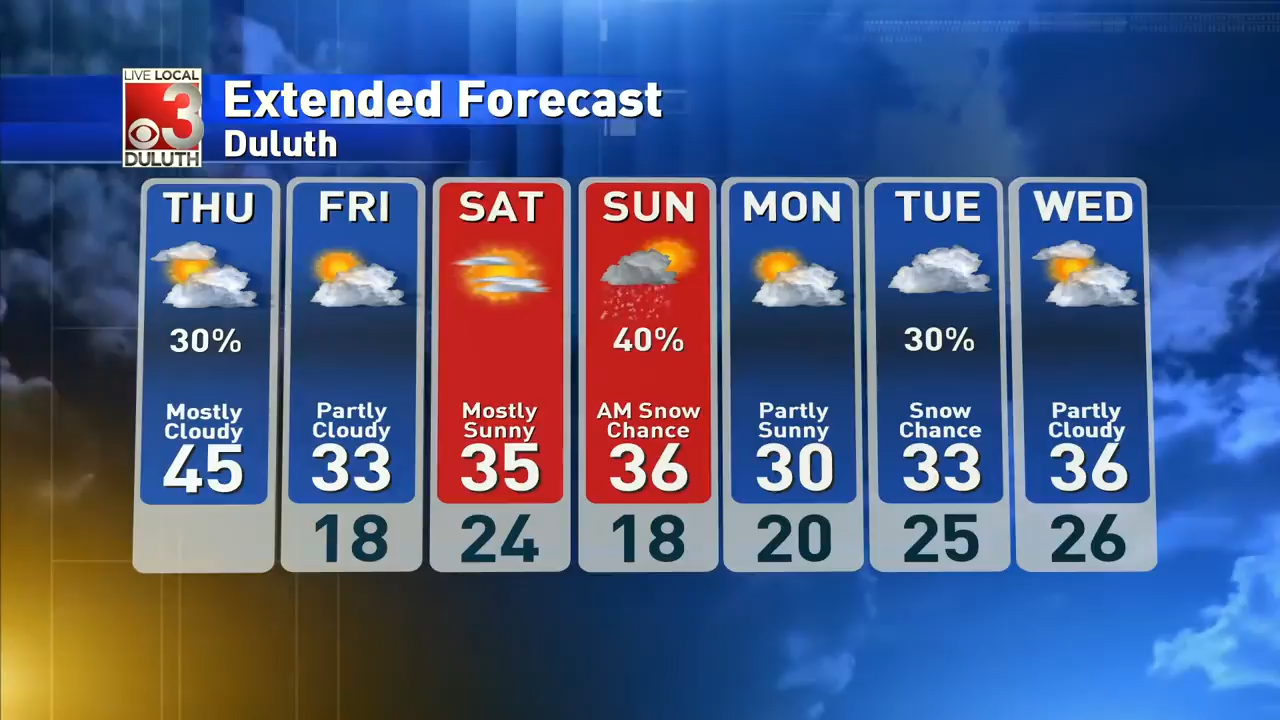 LIVE LOCAL
3
DULUTH
Extended Forecast
Duluth
THU
30%
Mostly
Cloudy
45
FRI
Partly
Cloudy
33
18
SAT
Mostly
Sunny
35
24
SUN
40%
AM Snow
Chance
36
18
MON
Partly
Sunny
30
20
TUE
30%
Snow
Chance
33
25
WED
Partly
Cloudy
36
26